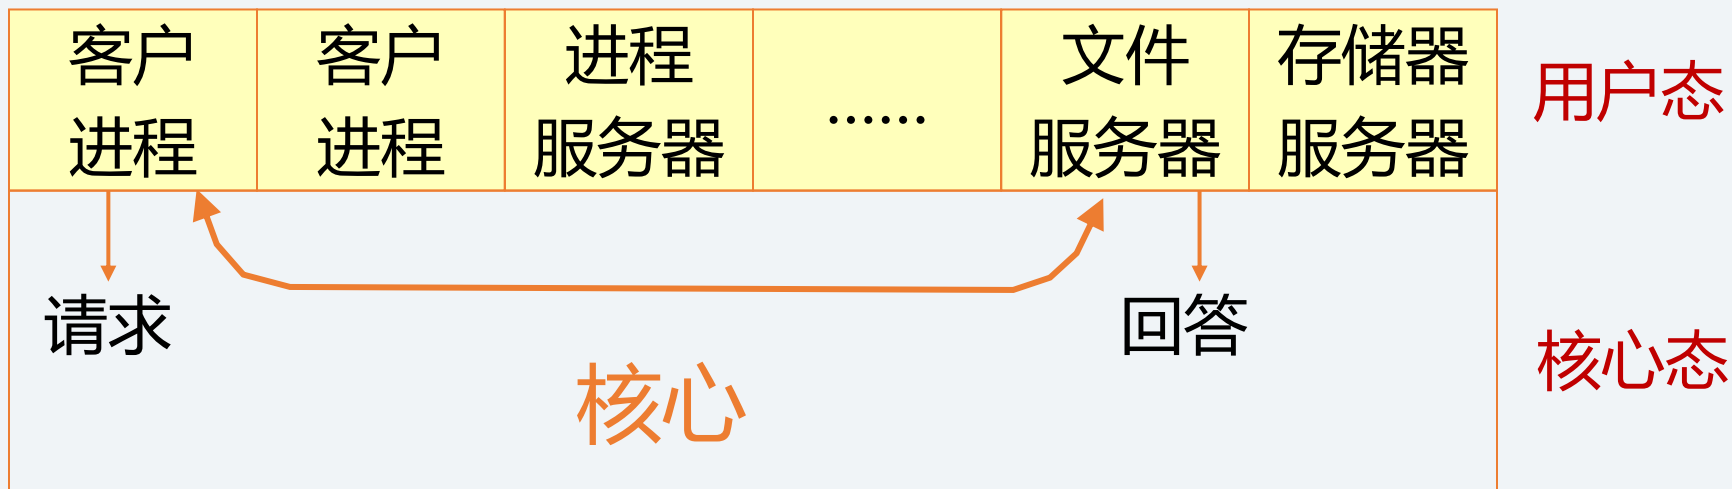 客户
进程
客户
进程
进程
服务器
……
文件
服务器
存储器
服务器
用户态
请求
回答
核心
核心态